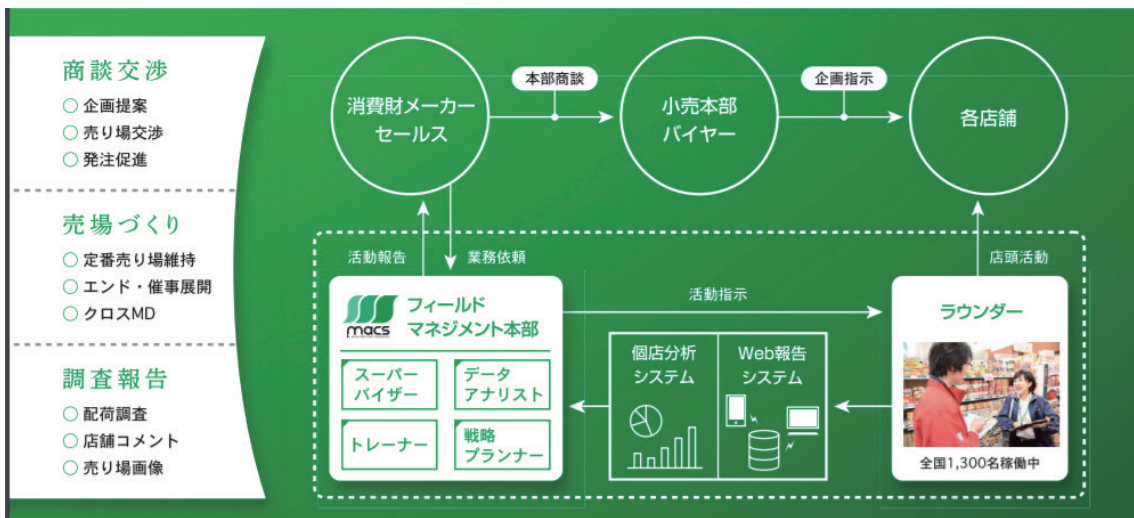 商談交渉
○ 企画提案
○ 売り場交渉
○ 発注促進
売場づくり
○ 定番売り場維持
○ エンド・催事展開
○ クロスMD
調査報告
○ 配荷調査
○ 店舗コメント
○ 売り場画像
消費財メーカー
セールス
本部商談
小売本部
バイヤー
企画指示
各店舗
活動報告
業務依頼
店頭活動
macs
フィールド
マネジメント本部
スーパー
バイザー
データ
アナリスト
トレーナー
戦略
プランナー
活動指示
個店分析
システム
Web報告
システム
ラウンダー
全国1,300名稼働中